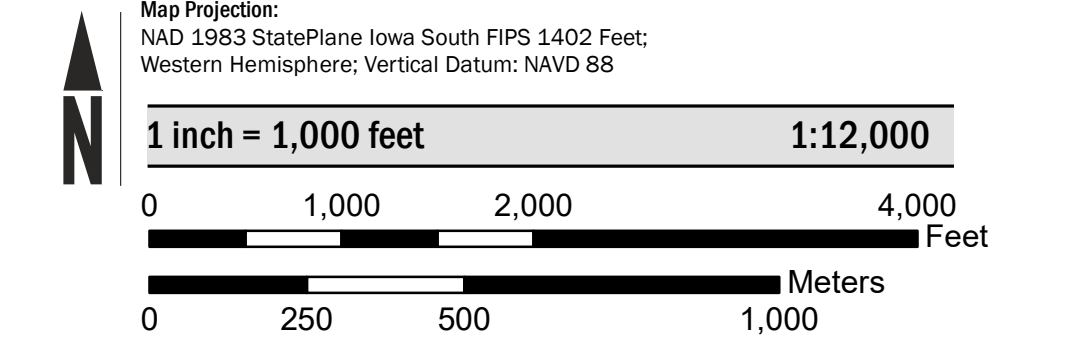 Map Projection:
NAD 1983 StatePlane Iowa South FIPS 1402 Feet;
Western Hemisphere; Vertical Datum: NAVD 88
N
1 inch = 1,000 feet 1:12,000
0 1,000 2,000 4,000
Feet
Meters
0 250 500 1,000